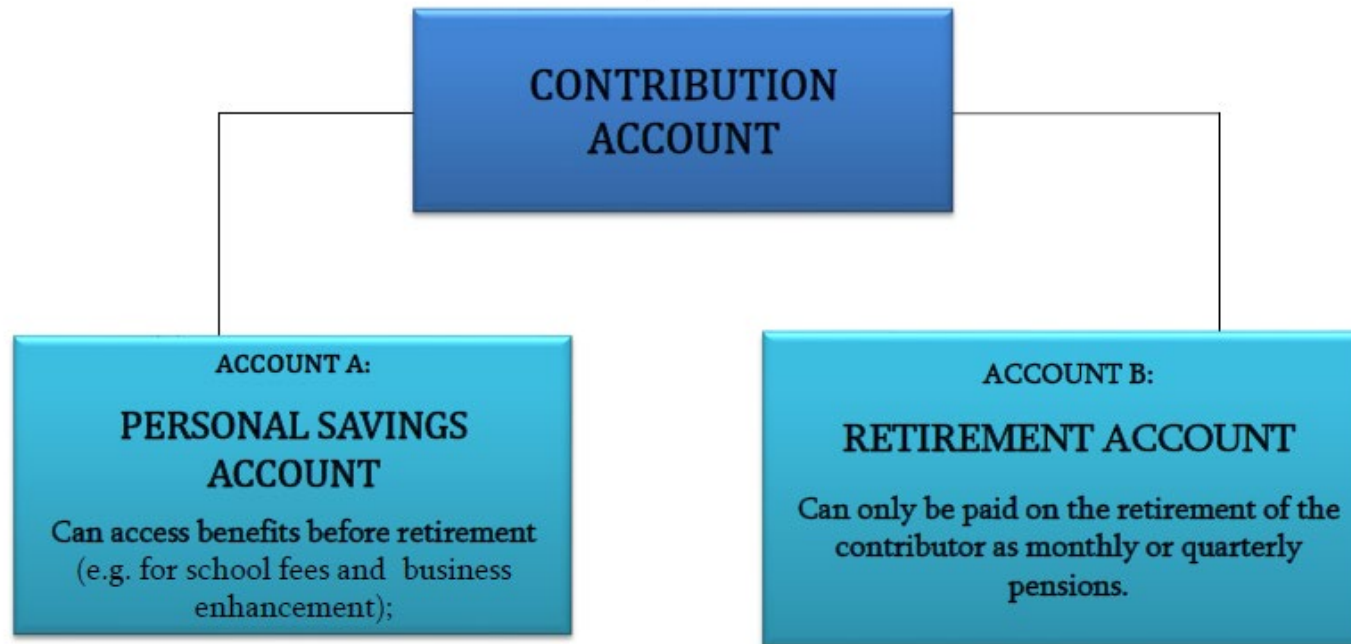 CONTRIBUTION
ACCOUNT
ACCOUNT A:
PERSONAL SAVINGS
ACCOUNT
Can access benefits before retirement
(e.g. for school fees and business
enhancement);
ACCOUNT B:
RETIREMENT ACCOUNT
Can only be paid on the retirement of the
contributor as monthly or quarterly
pensions.